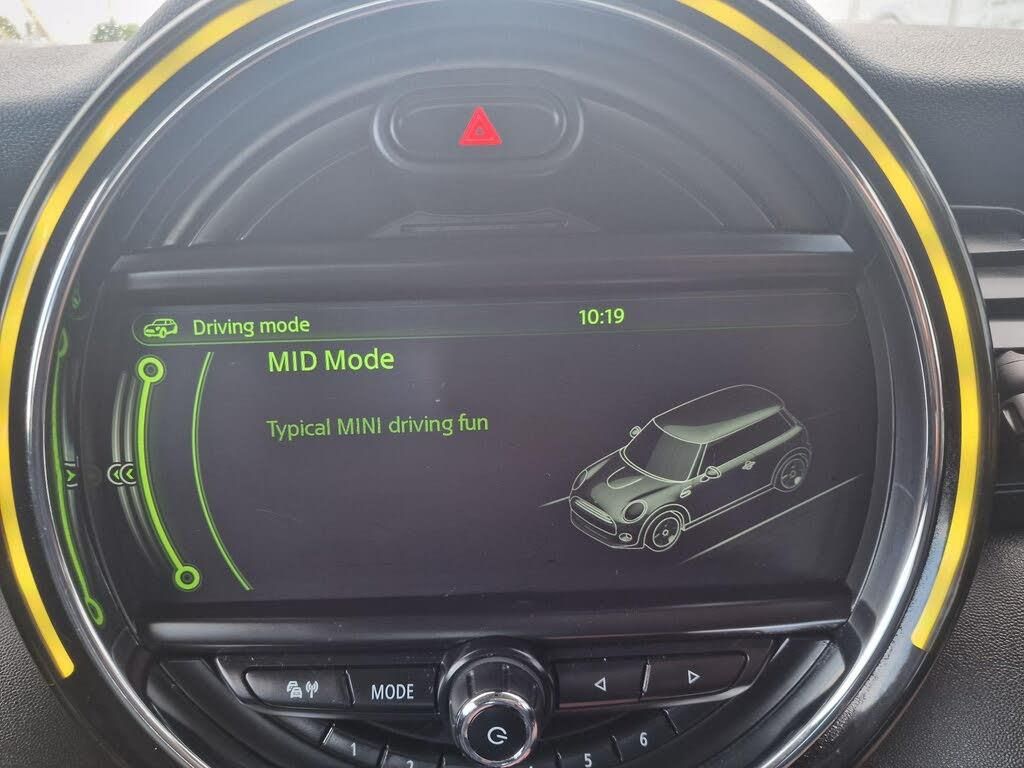 Driving mode 10:19
MID Mode
Typical MINI driving fun
MODE
1
2
5
6